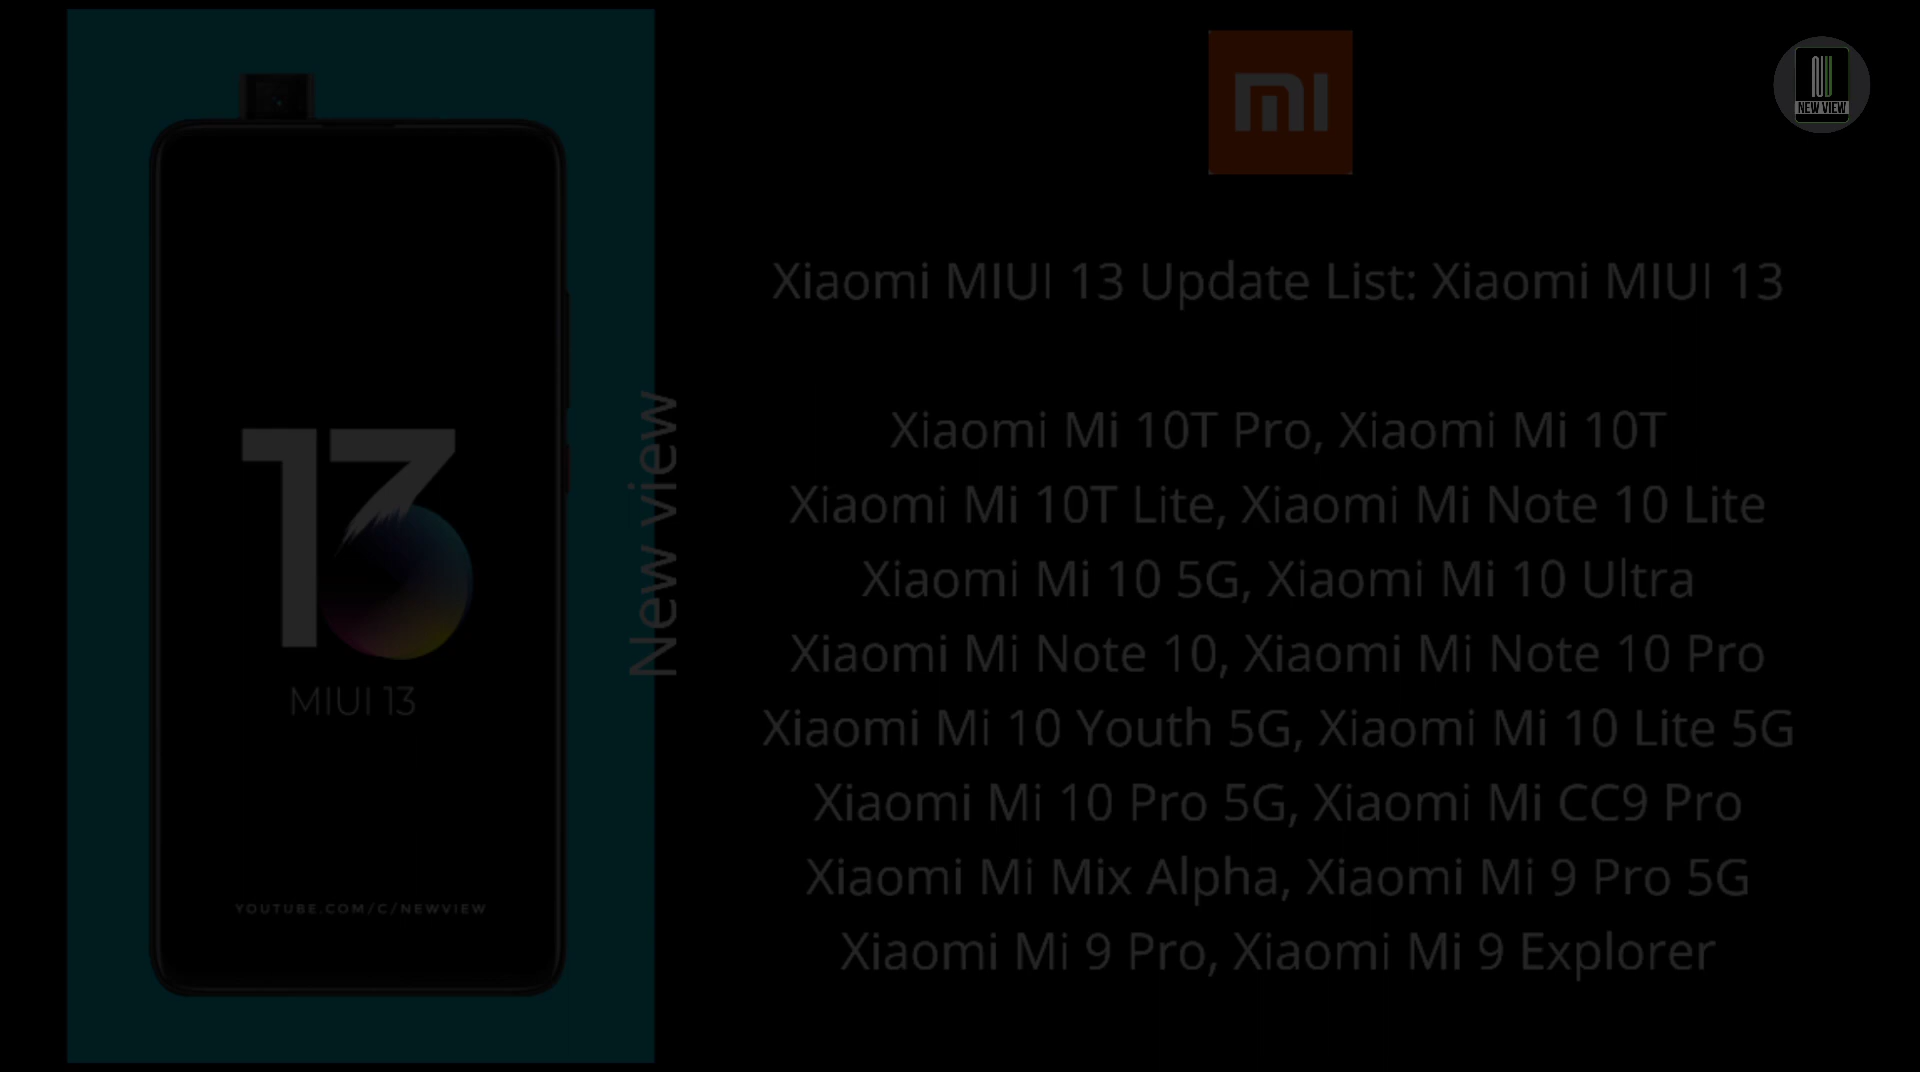 mi
NEW VIEW
Xiaomi MIUI 13 Update List: Xiaomi MIUI 13
Xiaomi Mi 10T Pro, Xiaomi Mi 10T
Xiaomi Mi 10T Lite, Xiaomi Mi Note 10 Lite
Xiaomi Mi 10 5G, Xiaomi Mi 10 Ultra
Xiaomi Mi Note 10, Xiaomi Mi Note 10 Pro
Xiaomi Mi 10 Youth 5G, Xiaomi Mi 10 Lite 5G
Xiaomi Mi 10 Pro 5G, Xiaomi Mi CC9 Pro
Xiaomi Mi Mix Alpha, Xiaomi Mi 9 Pro 5G
Xiaomi Mi 9 Pro, Xiaomi Mi 9 Explorer
New view
13
MIUI 13
YOUTUBE.COM/C/NEWVIEW